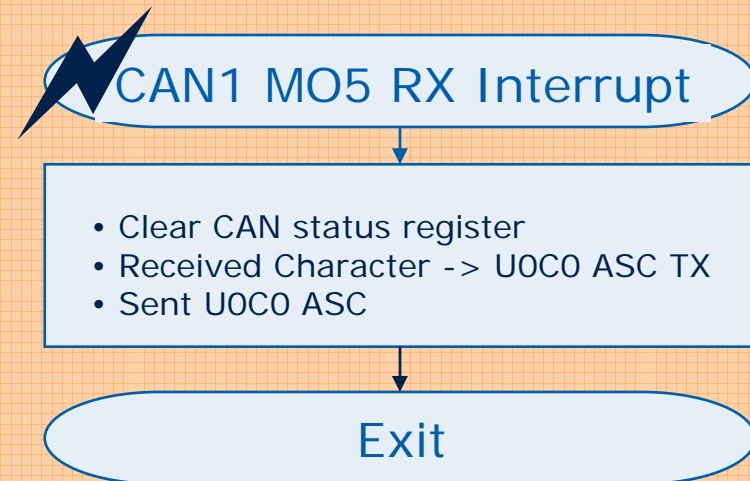 CAN1 MO5 RX Interrupt
• Clear CAN status register
• Received Character -> U0C0 ASC TX
• Sent U0C0 ASC
Exit